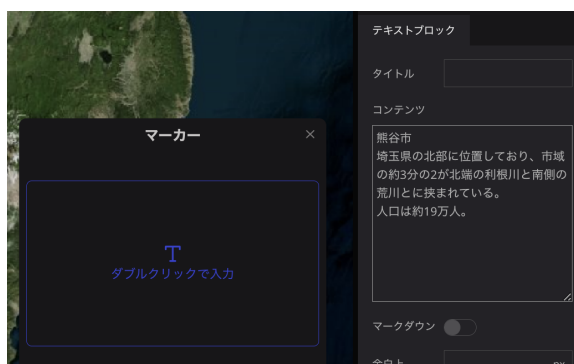 テキストブロック
タイトル
コンテンツ
マーカー
熊谷市
埼玉県の北部に位置しており、市域
の約3分の2が北端の利根川と南側の
荒川とに挟まれている。
人口は約19万人。
T
ダブルクリックで入力
マークダウン
余白上
px